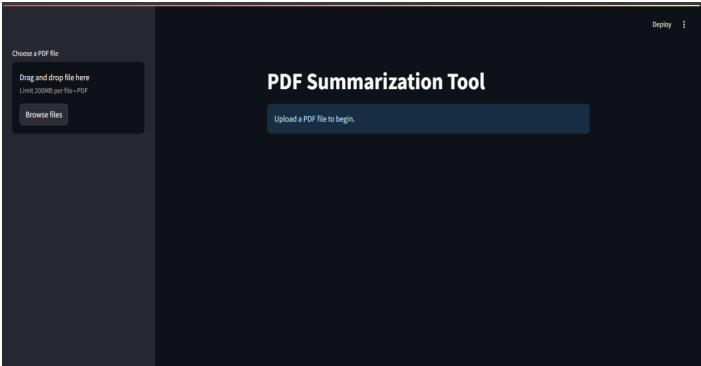 Deploy
Choose a PDF file
Drag and drop file here
Limit 200MB per file • PDF
Browse files
PDF Summarization Tool
Upload a PDF file to begin.